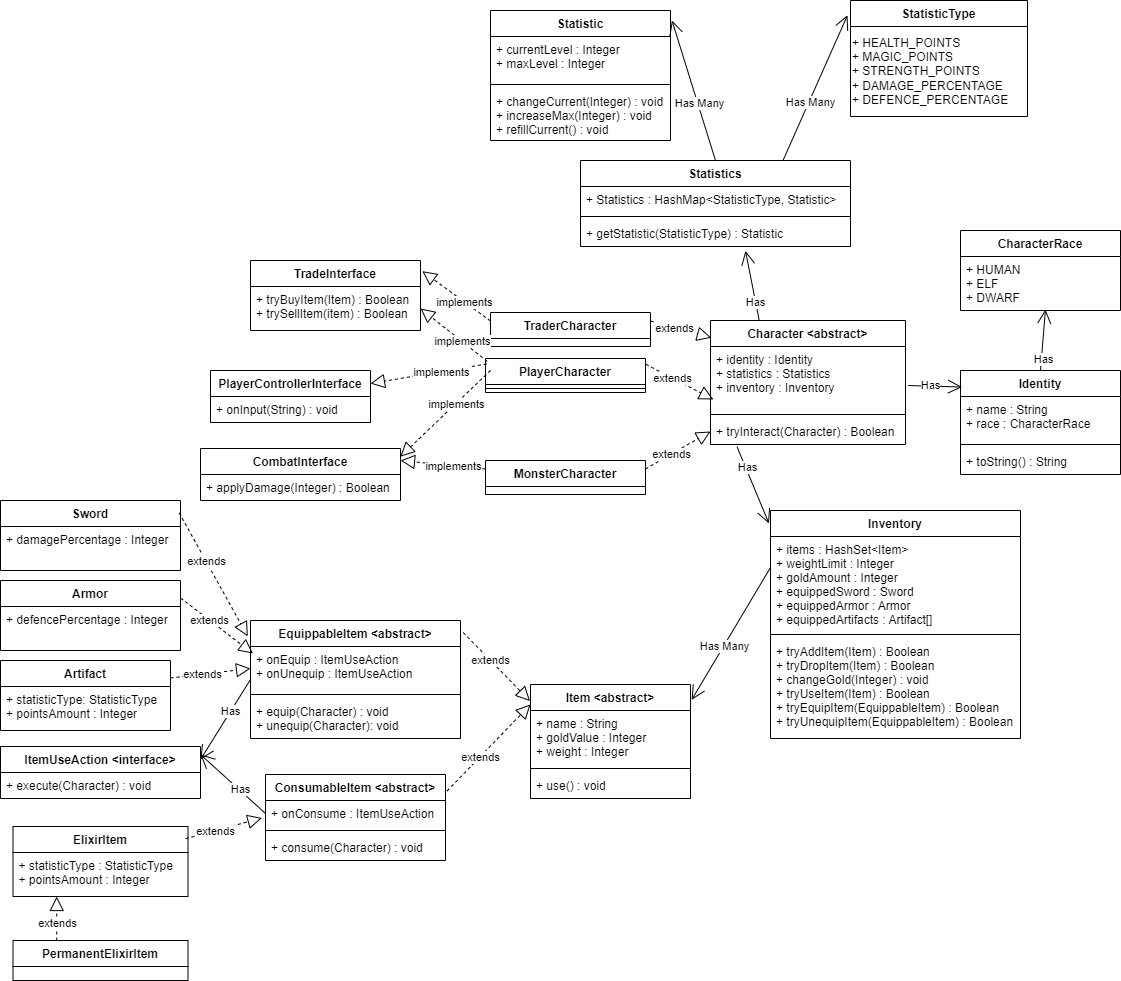 Statistic
+ currentLevel : Integer
+ maxLevel : Integer
+ changeCurrent(Integer) : void
+ increaseMax(Integer) : void
+ refillCurrent() : void
StatisticType
+ HEALTH_POINTS
+ MAGIC_POINTS
+ STRENGTH_POINTS
+ DAMAGE_PERCENTAGE
+ DEFENCE_PERCENTAGE
Has Many
Has Many
Statistics
+ Statistics : HashMap<StatisticType, Statistic>
+ getStatistic(StatisticType) : Statistic
CharacterRace
+ HUMAN
+ ELF
+ DWARF
TradeInterface
+ tryBuyItem(Item) : Boolean
+ trySellItem(item) : Boolean
implements
Has
TraderCharacter
extends
Character <abstract>
+ identity : Identity
+ statistics : Statistics
+ inventory : Inventory
+ tryInteract(Character) : Boolean
implements
Has
PlayerControllerInterface
+ onInput(String) : void
implements
PlayerCharacter
extends
Has
Identity
+ name : String
+ race : CharacterRace
+ toString() : String
implements
CombatInterface
+ applyDamage(Integer) : Boolean
implements
MonsterCharacter
extends
Has
Sword
+ damagePercentage : Integer
extends
Inventory
+ items : HashSet<Item>
+ weightLimit : Integer
+ goldAmount : Integer
+ equippedSword : Sword
+ equippedArmor : Armor
+ equippedArtifacts : Artifact[]
+ tryAddItem(Item) : Boolean
+ tryDropItem(Item) : Boolean
+ changeGold(Integer) : void
+ tryUseItem(Item) : Boolean
+ tryEquipItem(EquippableItem) : Boolean
+ tryUnequipItem(EquippableItem) : Boolean
Armor
+ defencePercentage : Integer
extends
EquippableItem <abstract>
+ onEquip : ItemUseAction
+ onUnequip : ItemUseAction
+ equip(Character) : void
+ unequip(Character): void
extends
Has Many
Artifact
+ statisticType: StatisticType
+ pointsAmount : Integer
extends
Has
Item <abstract>
+ name : String
+ goldValue : Integer
+ weight : Integer
+ use() : void
ItemUseAction <interface>
+ execute(Character) : void
Has
extends
ConsumableItem <abstract>
+ onConsume : ItemUseAction
+ consume(Character) : void
extends
ElixirItem
+ statisticType : StatisticType
+ pointsAmount : Integer
extends
PermanentElixirItem